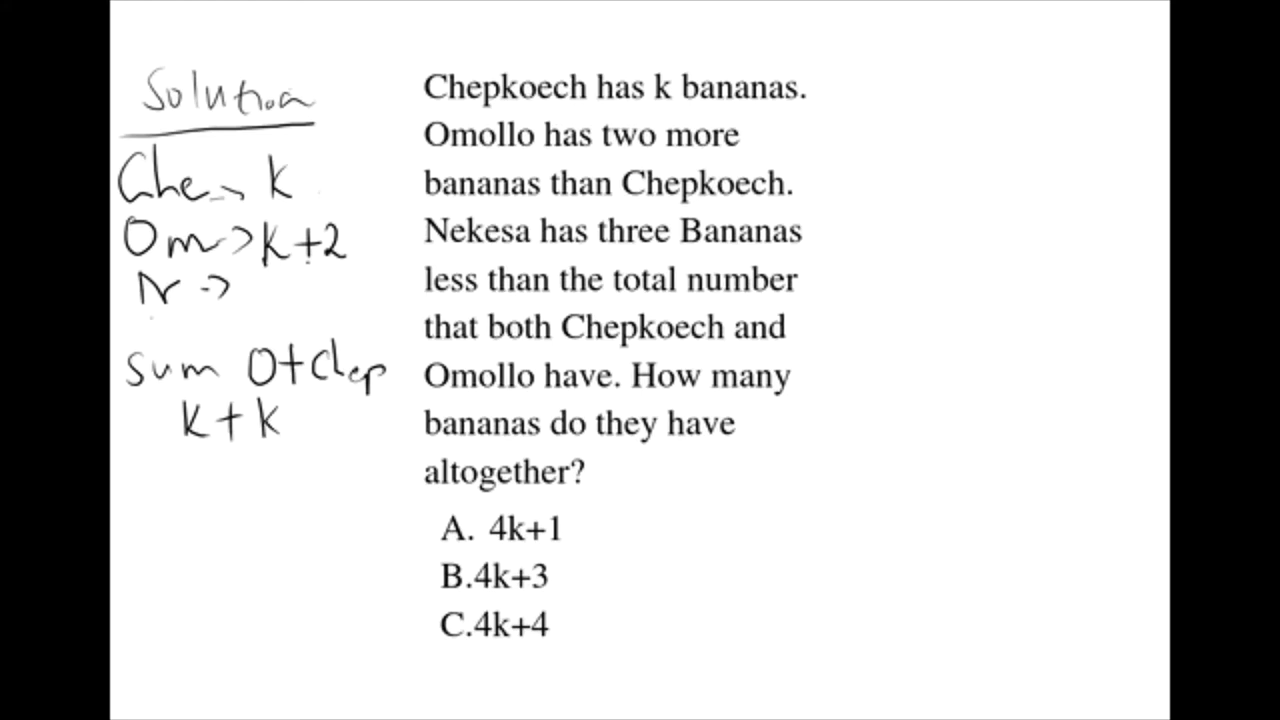 Solution
Che → k
Om → k+2
N →
sum O+Chep
k + k
Chepkoech has k bananas.
Omollo has two more
bananas than Chepkoech.
Nekesa has three Bananas
less than the total number
that both Chepkoech and
Omollo have. How many
bananas do they have
altogether?
A. 4k+1
B.4k+3
C.4k+4